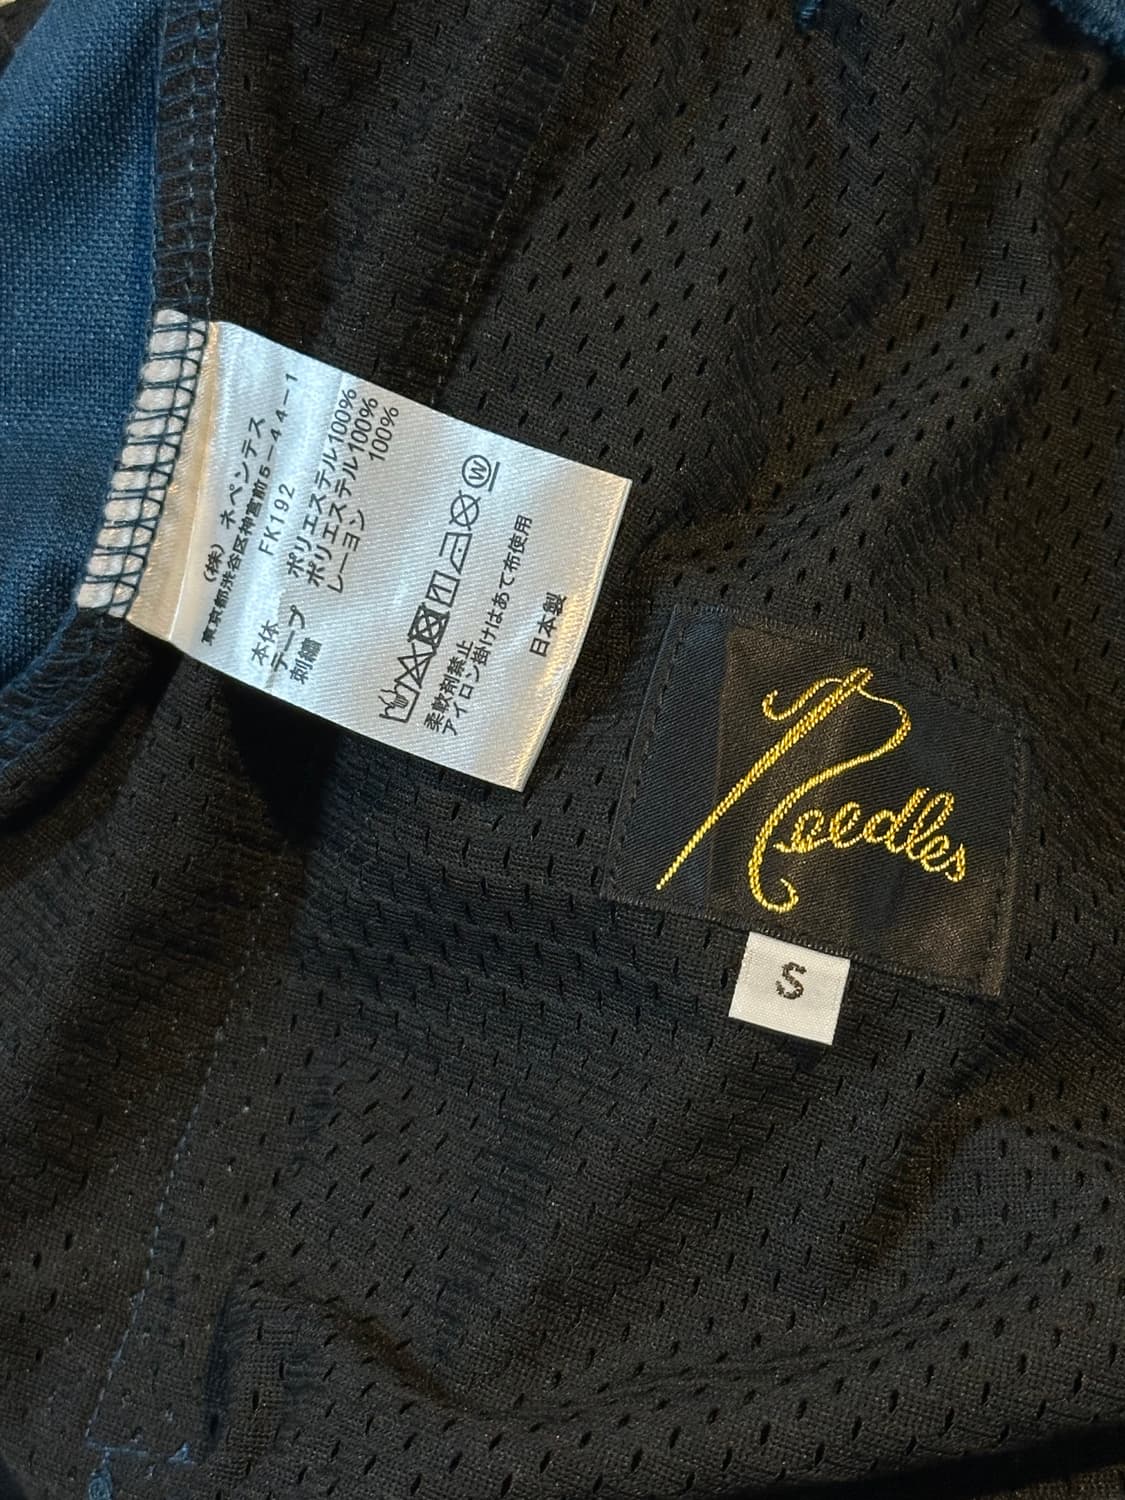 (株) ネペンテス
東京都渋谷区神宮前5-44-1
FK192
本体 ポリエステル100%
テープ ポリエステル100%
刺繍 レーヨン 100%
W
柔軟剤禁止
アイロン掛けはあて布使用
日本製
Needles
S